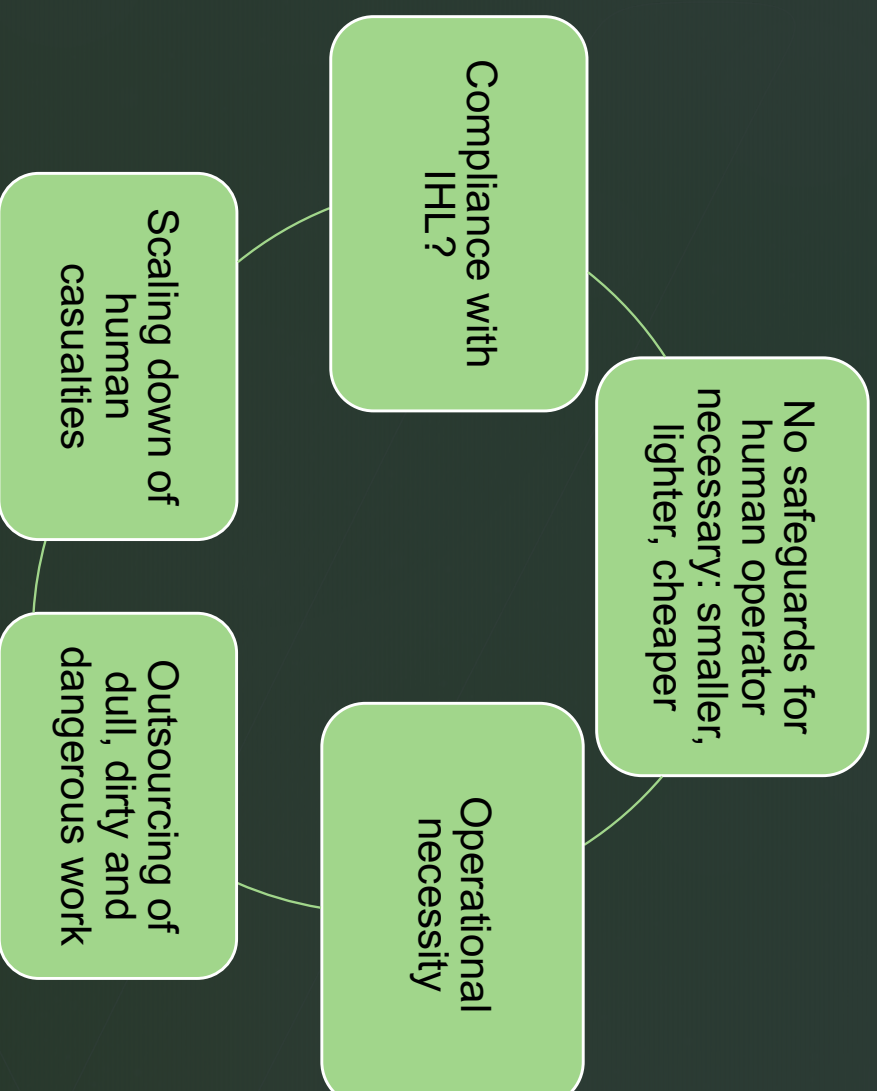 No safeguards for
human operator
necessary: smaller,
lighter, cheaper
Operational
necessity
Outsourcing of
dull, dirty and
dangerous work
Scaling down of
human
casualties
Compliance with
IHL?